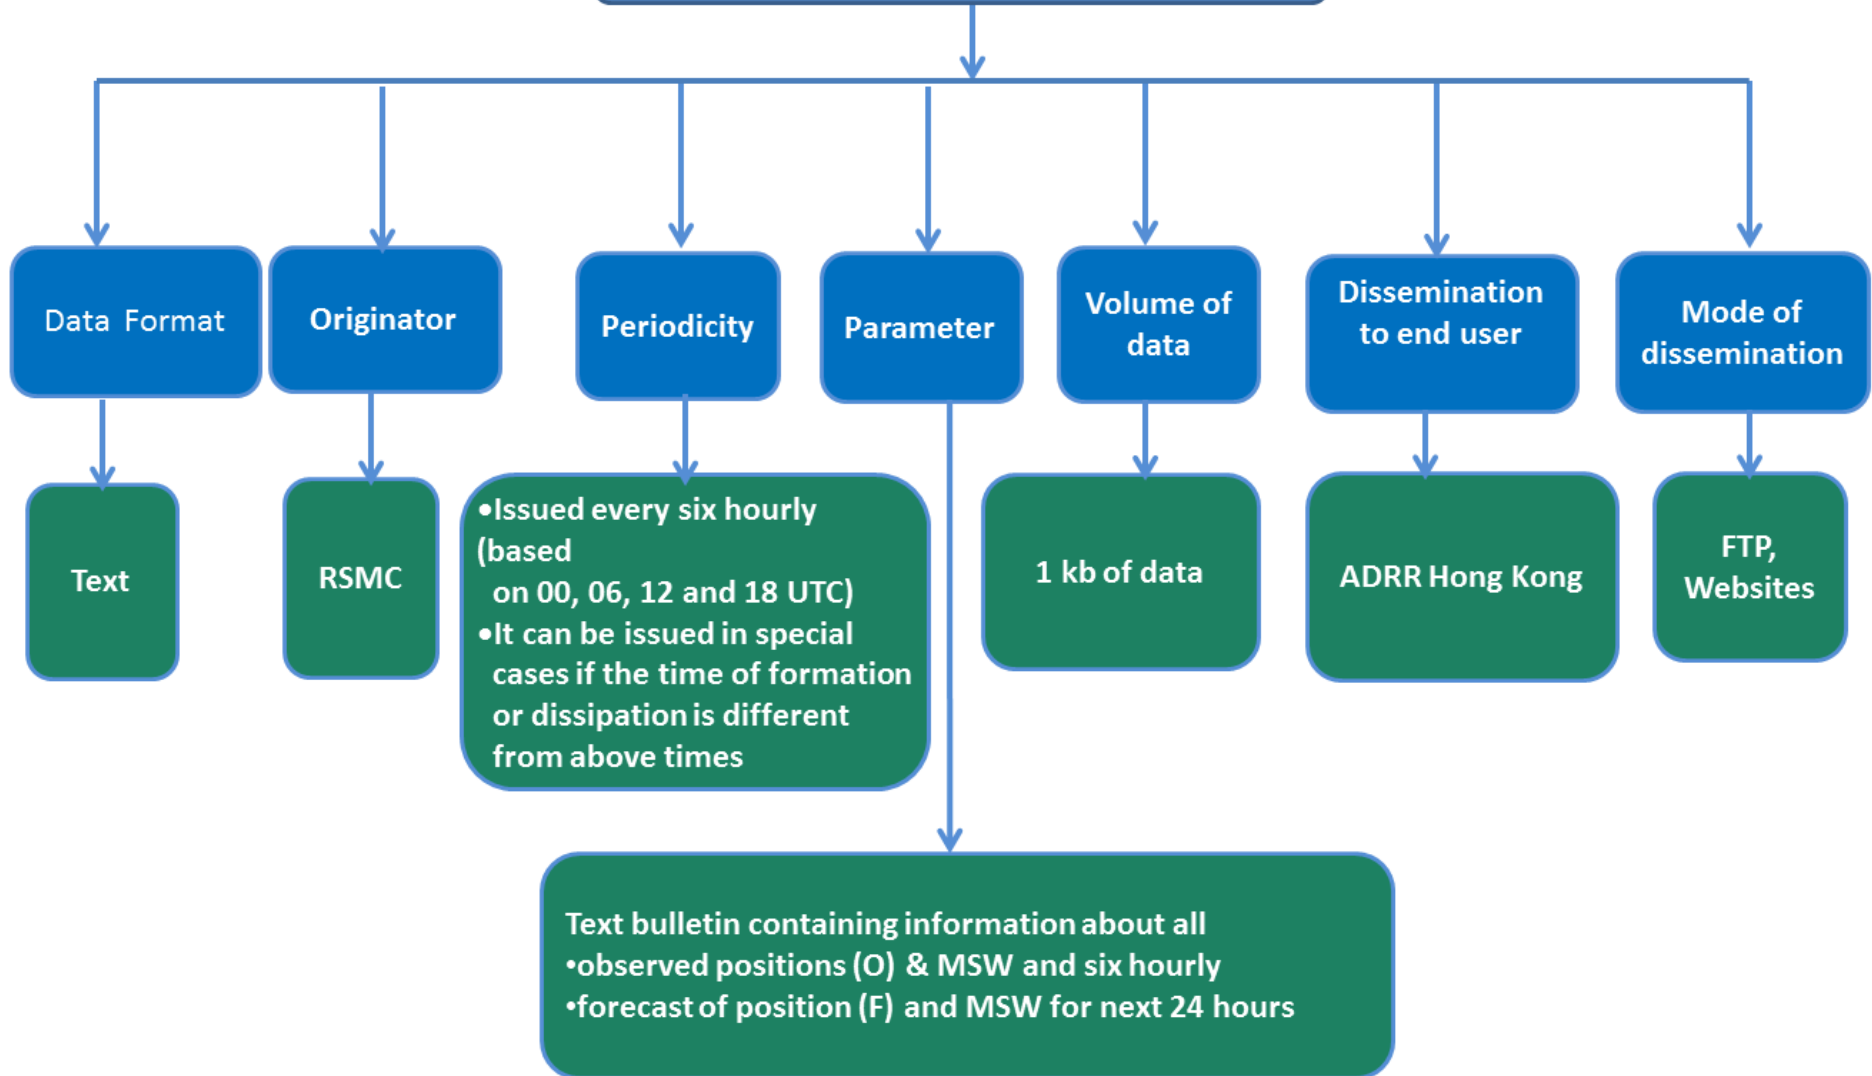 Data Format
Originator
Periodicity
Parameter
Volume of
data
Dissemination
to end user
Mode of
dissemination
Text
RSMC
•Issued every six hourly
(based
on 00, 06, 12 and 18 UTC)
•It can be issued in special
cases if the time of formation
or dissipation is different
from above times
1 kb of data
ADRR Hong Kong
FTP,
Websites
Text bulletin containing information about all
•observed positions (O) & MSW and six hourly
•forecast of position (F) and MSW for next 24 hours